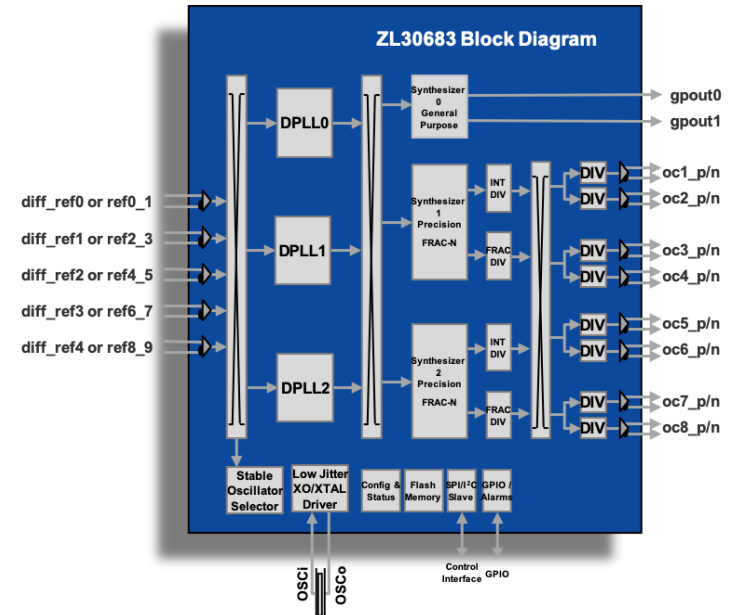 ZL30683 Block Diagram
diff_ref0 or ref0_1
diff_ref1 or ref2_3
diff_ref2 or ref4_5
diff_ref3 or ref6_7
diff_ref4 or ref8_9
DPLL0
DPLL1
DPLL2
Synthesizer
0
General
Purpose
Synthesizer
1
Precision
FRAC-N
Synthesizer
2
Precision
FRAC-N
INT
DIV
FRAC
DIV
INT
DIV
FRAC
DIV
DIV
DIV
DIV
DIV
DIV
DIV
DIV
DIV
gpout0
gpout1
oc1_p/n
oc2_p/n
oc3_p/n
oc4_p/n
oc5_p/n
oc6_p/n
oc7_p/n
oc8_p/n
Stable
Oscillator
Selector
Low Jitter
XO/XTAL
Driver
Config &
Status
Flash
Memory
SPI/I²C
Slave
GPIO /
Alarms
OSCi
OSCo
Control
Interface
GPIO